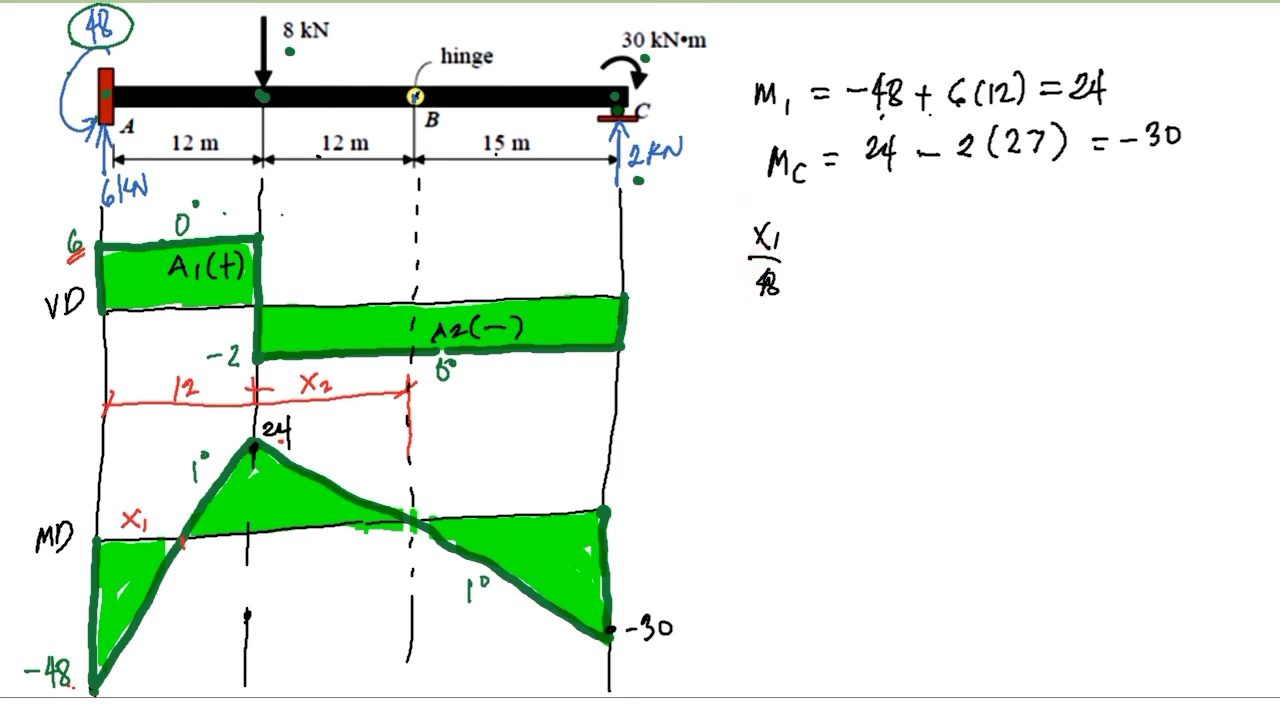 48
8 kN
30 kN•m
hinge
A
B
C
12 m
12 m
15 m
6 kN
2 kN
M1 = -48 + 6(12) = 24
MC = 24 - 2(27) = -30
X1
48
6
0°
A1(+)
VD
-2
A2(-)
0°
12
X2
24
1°
X1
MD
1°
-30
-48